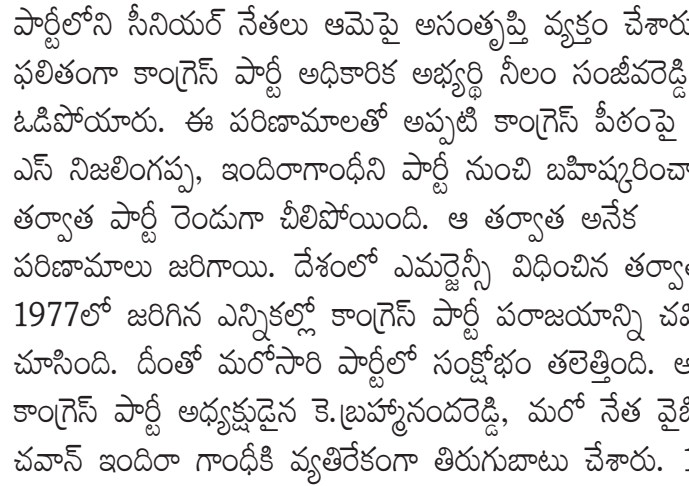 పార్టీలోని సీనియర్ నేతలు ఆమెపై అసంతృప్తి వ్యక్తం
ఫలితంగా కాంగ్రెస్ పార్టీ అధికారిక అభ్యర్థి నీలం సంజీవరెడ్డి
ఓడిపోయారు. ఈ పరిణామాలతో అప్పటి కాంగ్రెస్ పీఠంపై
ఎస్ నిజలింగప్ప, ఇందిరాగాంధీని పార్టీ నుంచి
తర్వాత పార్టీ రెండుగా చీలిపోయింది. ఆ తర్వాత అనేక
పరిణామాలు జరిగాయి. దేశంలో ఎమర్జెన్సీ విధించిన
1977లో జరిగిన ఎన్నికల్లో కాంగ్రెస్ పార్టీ పరాజయాన్ని
చూసింది. దీంతో మరోసారి పార్టీలో సంక్షోభం తలెత్తింది.
కాంగ్రెస్ పార్టీ అధ్యక్షుడైన కె.బ్రహ్మానందరెడ్డి, మరో నేత
చవాన్ ఇందిరా గాంధీకి వ్యతిరేకంగా తిరుగుబాటు చేశారు.